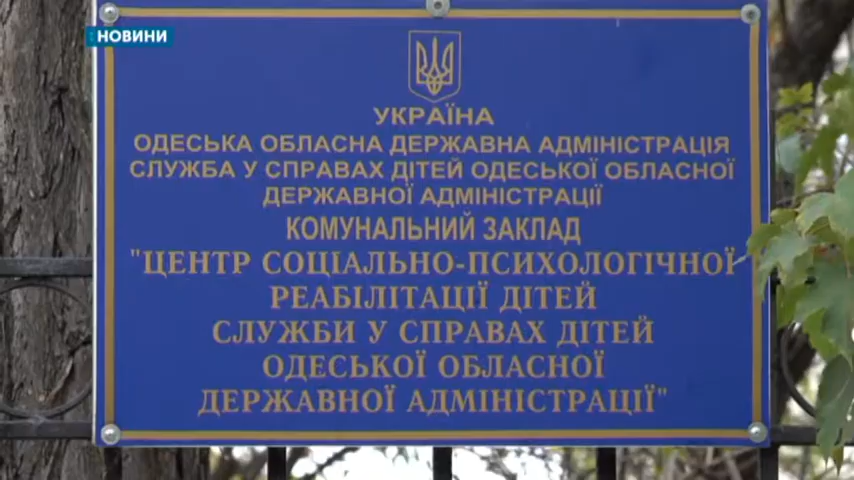 НОВИНИ
УКРАЇНА
ОДЕСЬКА ОБЛАСНА ДЕРЖАВНА АДМІНІСТРАЦІЯ
СЛУЖБА У СПРАВАХ ДІТЕЙ ОДЕСЬКОЇ ОБЛАСНОЇ
ДЕРЖАВНОЇ АДМІНІСТРАЦІЇ
КОМУНАЛЬНИЙ ЗАКЛАД
"ЦЕНТР СОЦІАЛЬНО-ПСИХОЛОГІЧНОЇ
РЕАБІЛІТАЦІЇ ДІТЕЙ
СЛУЖБИ У СПРАВАХ ДІТЕЙ
ОДЕСЬКОЇ ОБЛАСНОЇ
ДЕРЖАВНОЇ АДМІНІСТРАЦІЇ"